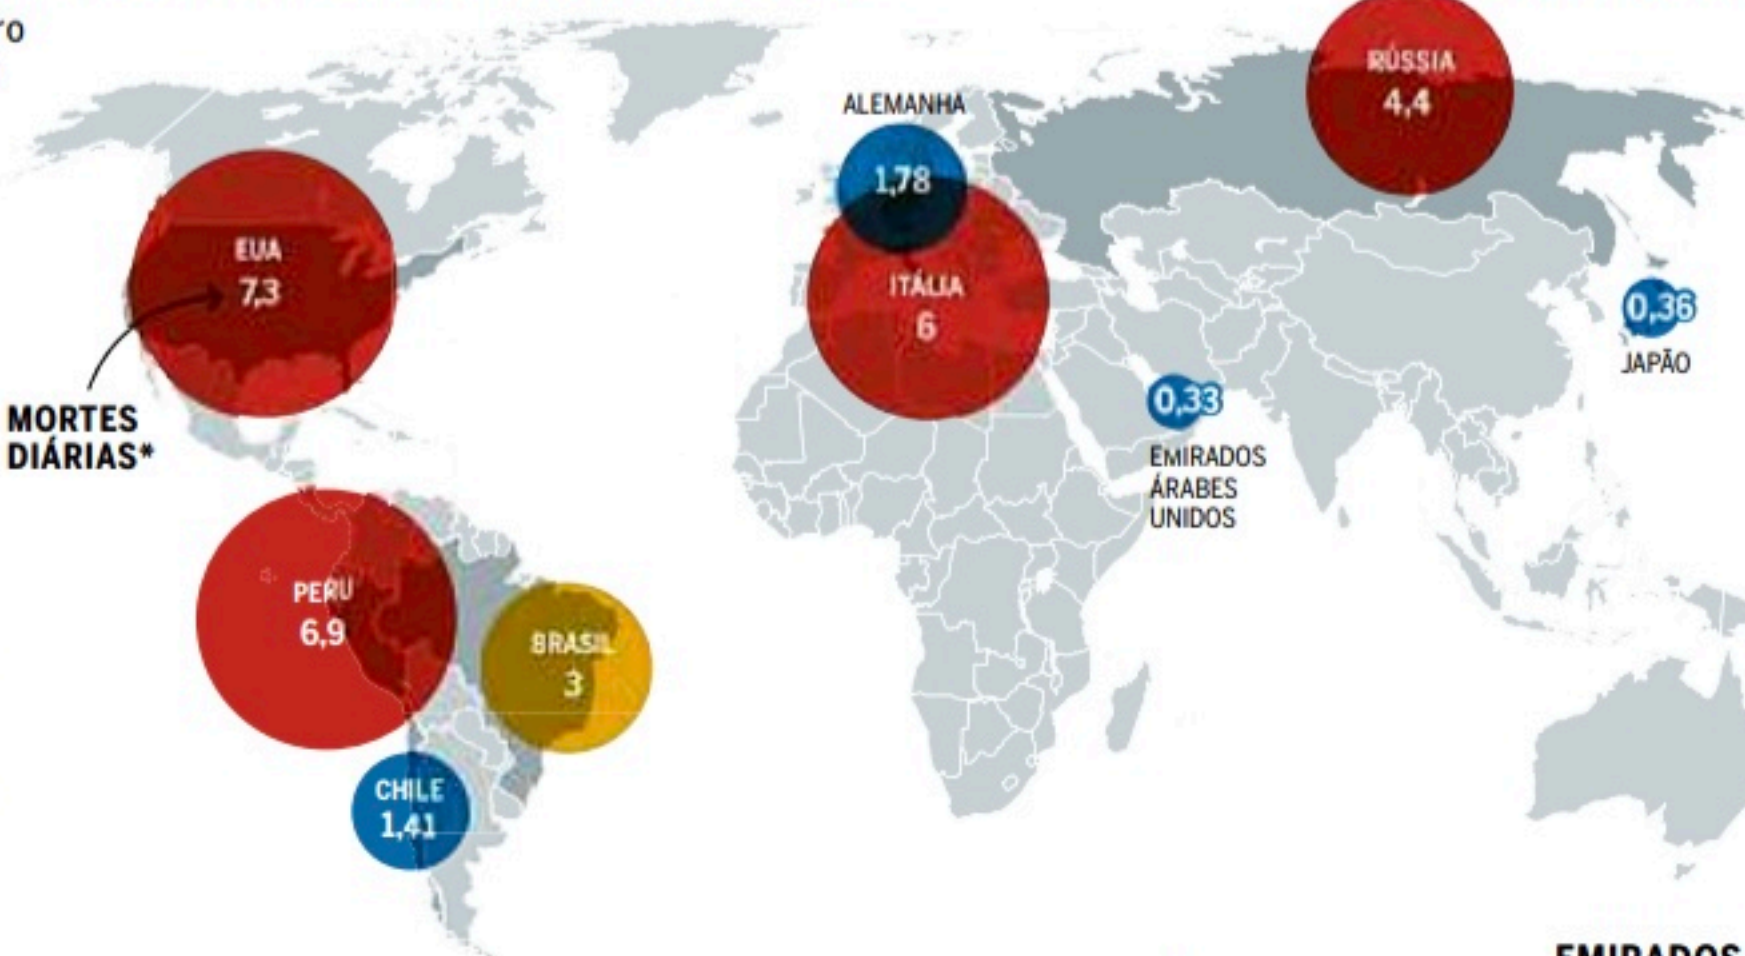 RÚSSIA
4,4
ALEMANHA
1,78
EUA
7,3
ITÁLIA
6
0,36
JAPÃO
0,33
MORTES
DIÁRIAS*
EMIRADOS
ÁRABES
UNIDOS
PERU
6,9
BRASIL
3
CHILE
1,41
EMIRADOS